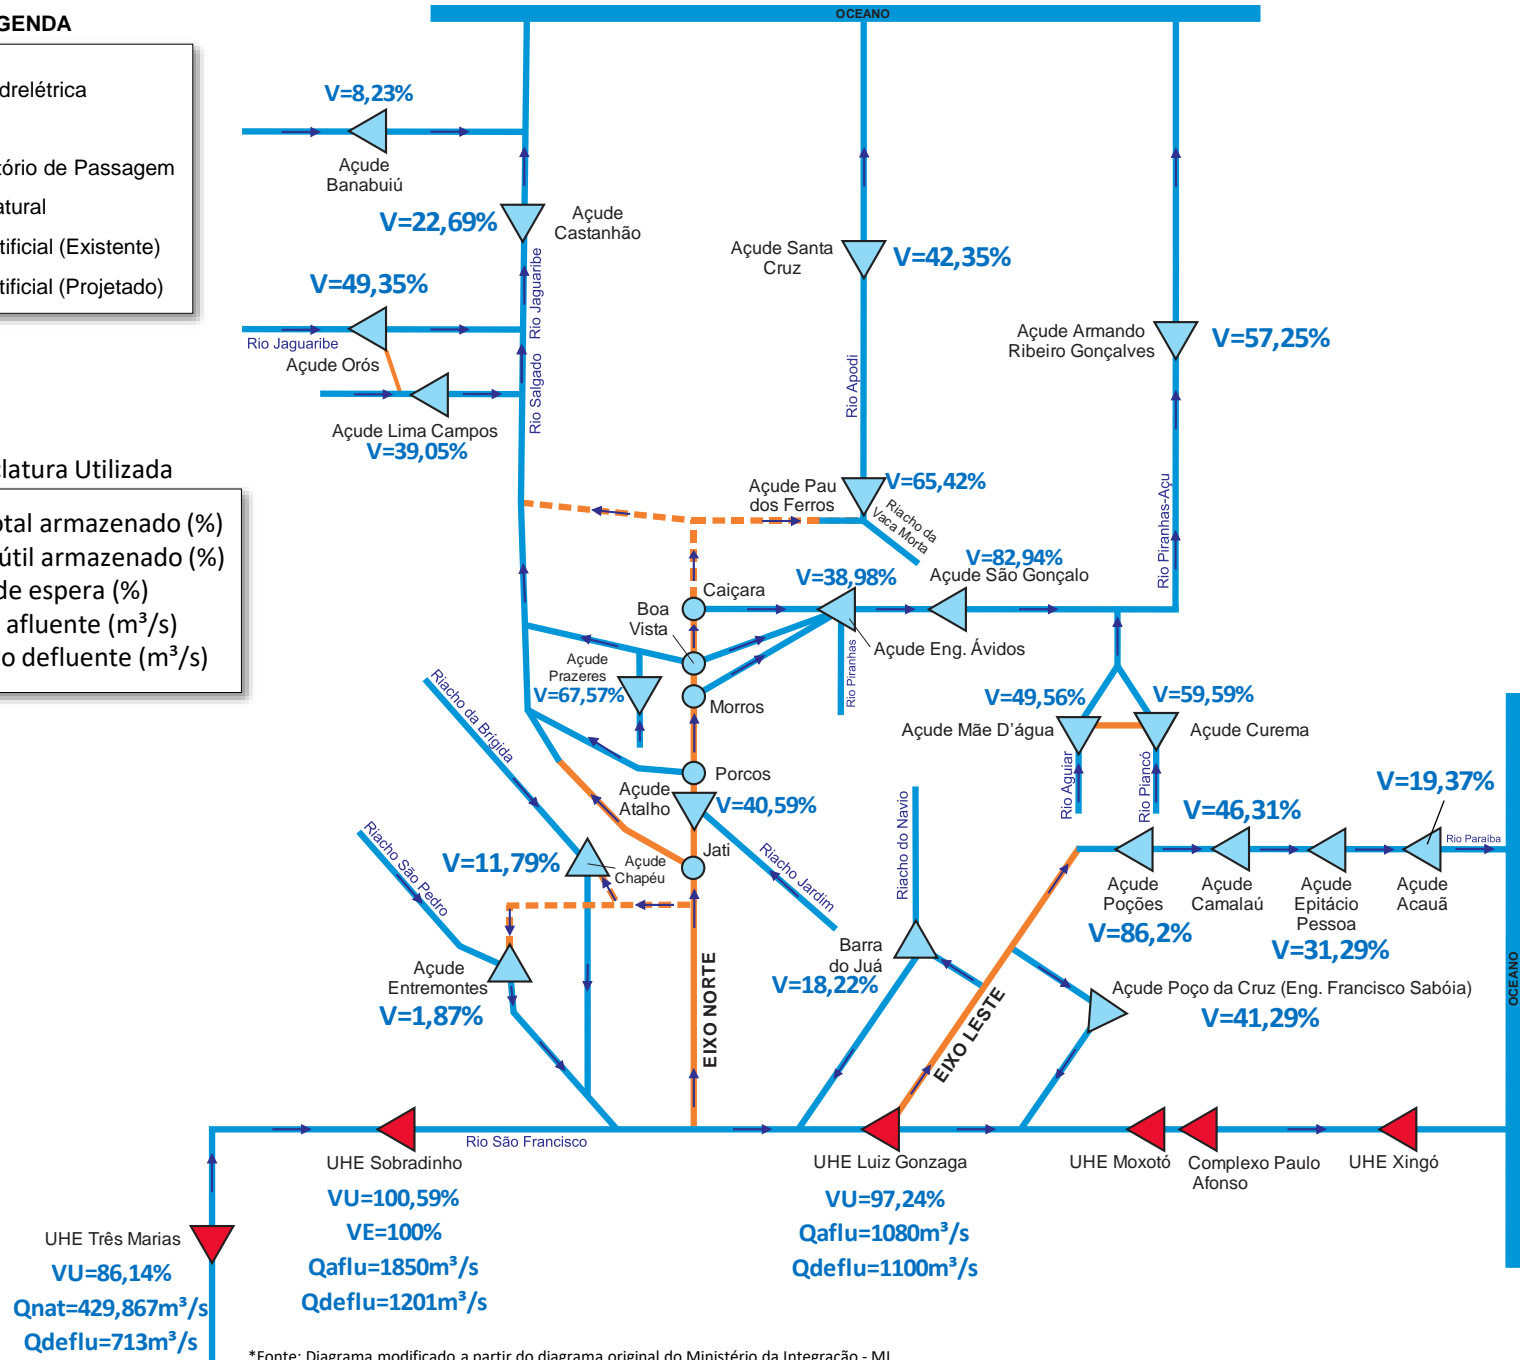 OCEANO
GENDA
drelétrica
tório de Passagem
atural
tificial (Existente)
tificial (Projetado)
V=8,23%
Açude
Banabuiú
V=22,69%
Açude
Castanhão
V=49,35%
Rio Jaguaribe
Rio Jaguaribe
Açude Orós
Rio Salgado
Açude Lima Campos
V=39,05%
Açude Santa
Cruz
V=42,35%
Rio Apodi
Açude Armando
Ribeiro Gonçalves
V=57,25%
Rio Piranhas-Açu
clatura Utilizada
otal armazenado (%)
útil armazenado (%)
de espera (%)
afluente (m³/s)
o defluente (m³/s)
Açude Pau
dos Ferros
V=65,42%
Riacho da
Vaca Morta
V=82,94%
Açude São Gonçalo
V=38,98%
Caiçara
Boa
Vista
Açude Eng. Ávidos
Rio Piranhas
Açude
Prazeres
V=67,57%
Morros
Riacho da Brígida
V=49,56%
V=59,59%
Açude Mãe D'água
Açude Curema
Rio Aguiar
Rio Piancó
Porcos
Açude
Atalho
V=40,59%
Jati
Riacho Jardim
Riacho do Navio
V=19,37%
V=46,31%
Rio Paraíba
Riacho São Pedro
V=11,79%
Açude
Chapéu
Açude
Poções
V=86,2%
Açude
Camalaú
Açude
Epitácio
Pessoa
V=31,29%
Açude
Acauã
Açude
Entremontes
V=1,87%
EIXO NORTE
Barra
do Juá
V=18,22%
EIXO LESTE
Açude Poço da Cruz (Eng. Francisco Sabóia)
V=41,29%
OCEANO
Rio São Francisco
UHE Sobradinho
VU=100,59%
VE=100%
Qaflu=1850m³/s
Qdeflu=1201m³/s
UHE Luiz Gonzaga
VU=97,24%
Qaflu=1080m³/s
Qdeflu=1100m³/s
UHE Moxotó
Complexo Paulo
Afonso
UHE Xingó
UHE Três Marias
VU=86,14%
Qnat=429,867m³/s
Qdeflu=713m³/s
*Fonte: Diagrama modificado a partir do diagrama original do Ministério da Integração - MI